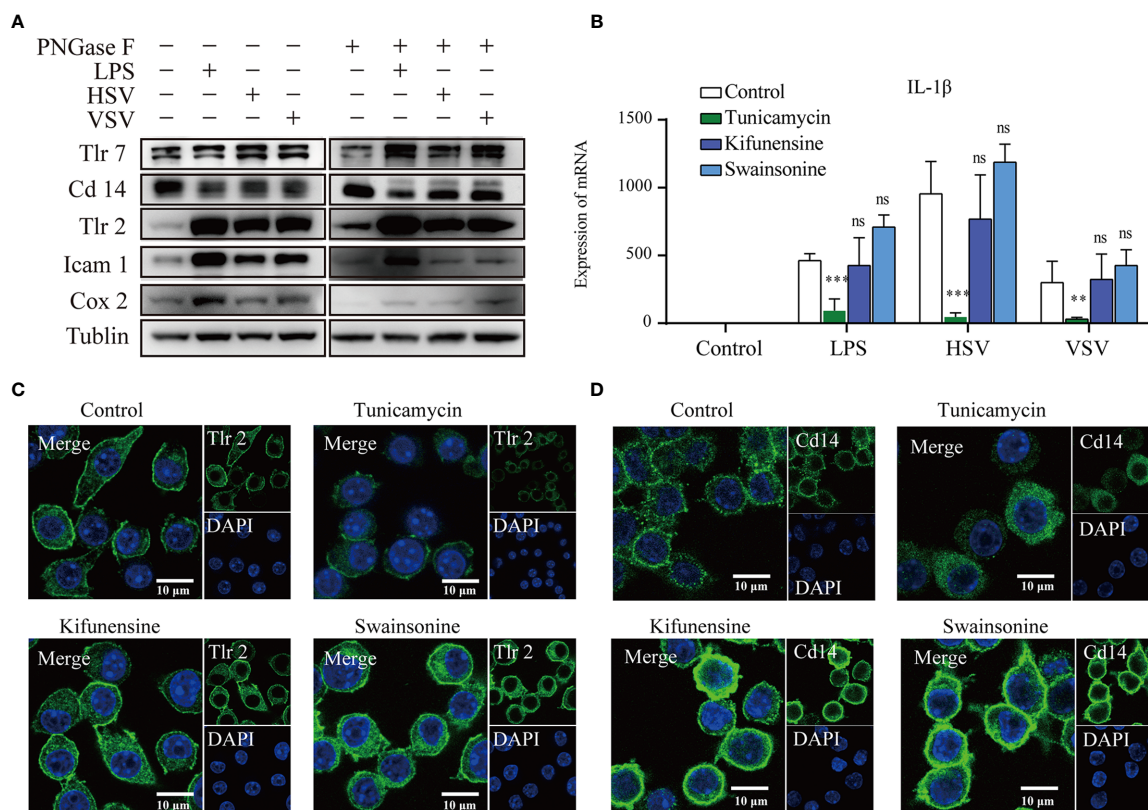 A
PNGase F − − − − + + + +
LPS − + − − − + − −
HSV − − + − − − + −
VSV − − − + − − − +
Tlr 7
Cd 14
Tlr 2
Icam 1
Cox 2
Tublin
B
IL-1β
Control
Tunicamycin
Kifunensine
Swainsonine
Expression of mRNA
1500
1000
500
0
*** ns ns
*** ns ns
** ns ns
Control LPS HSV VSV
C
Control Tunicamycin
Merge Tlr 2 Merge Tlr 2
DAPI DAPI
10 µm 10 µm
Kifunensine Swainsonine
Merge Tlr 2 Merge Tlr 2
DAPI DAPI
10 µm 10 µm
D
Control Tunicamycin
Merge Cd14 Merge Cd14
DAPI DAPI
10 µm 10 µm
Kifunensine Swainsonine
Merge Cd14 Merge Cd14
DAPI DAPI
10 µm 10 µm